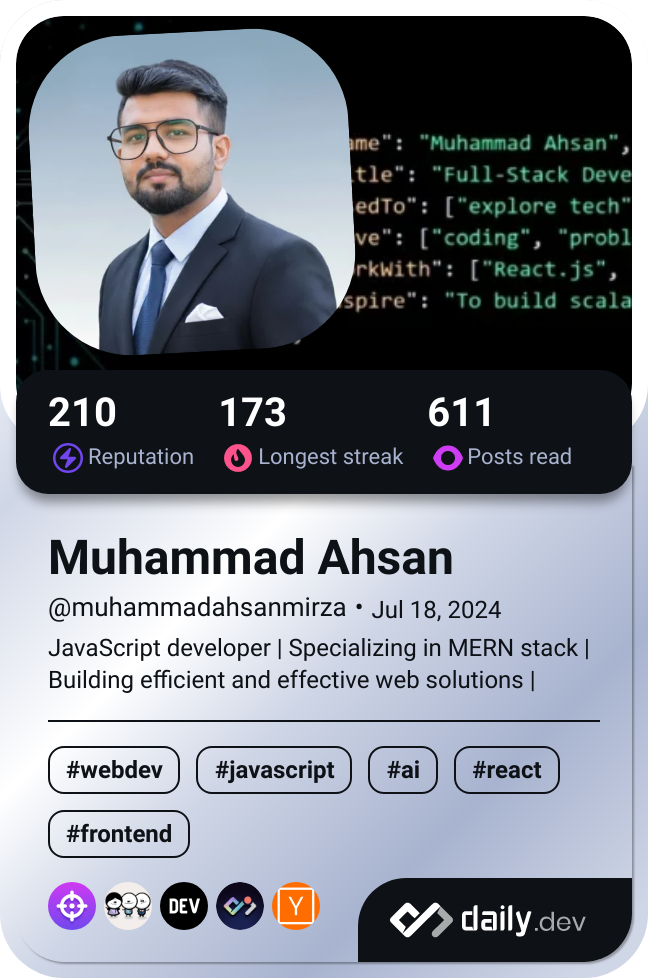 ame": "Muhammad Ahsan",
tle": "Full-Stack Deve
edTo": ["explore tech"
ve": ["coding", "probl
rkWith": ["React.js",
spire": "To build scala
210 173 611
Reputation Longest streak Posts read
Muhammad Ahsan
@muhammadahsanmirza • Jul 18, 2024
JavaScript developer | Specializing in MERN stack |
Building efficient and effective web solutions |
#webdev #javascript #ai #react
#frontend
DEV Y
daily.dev